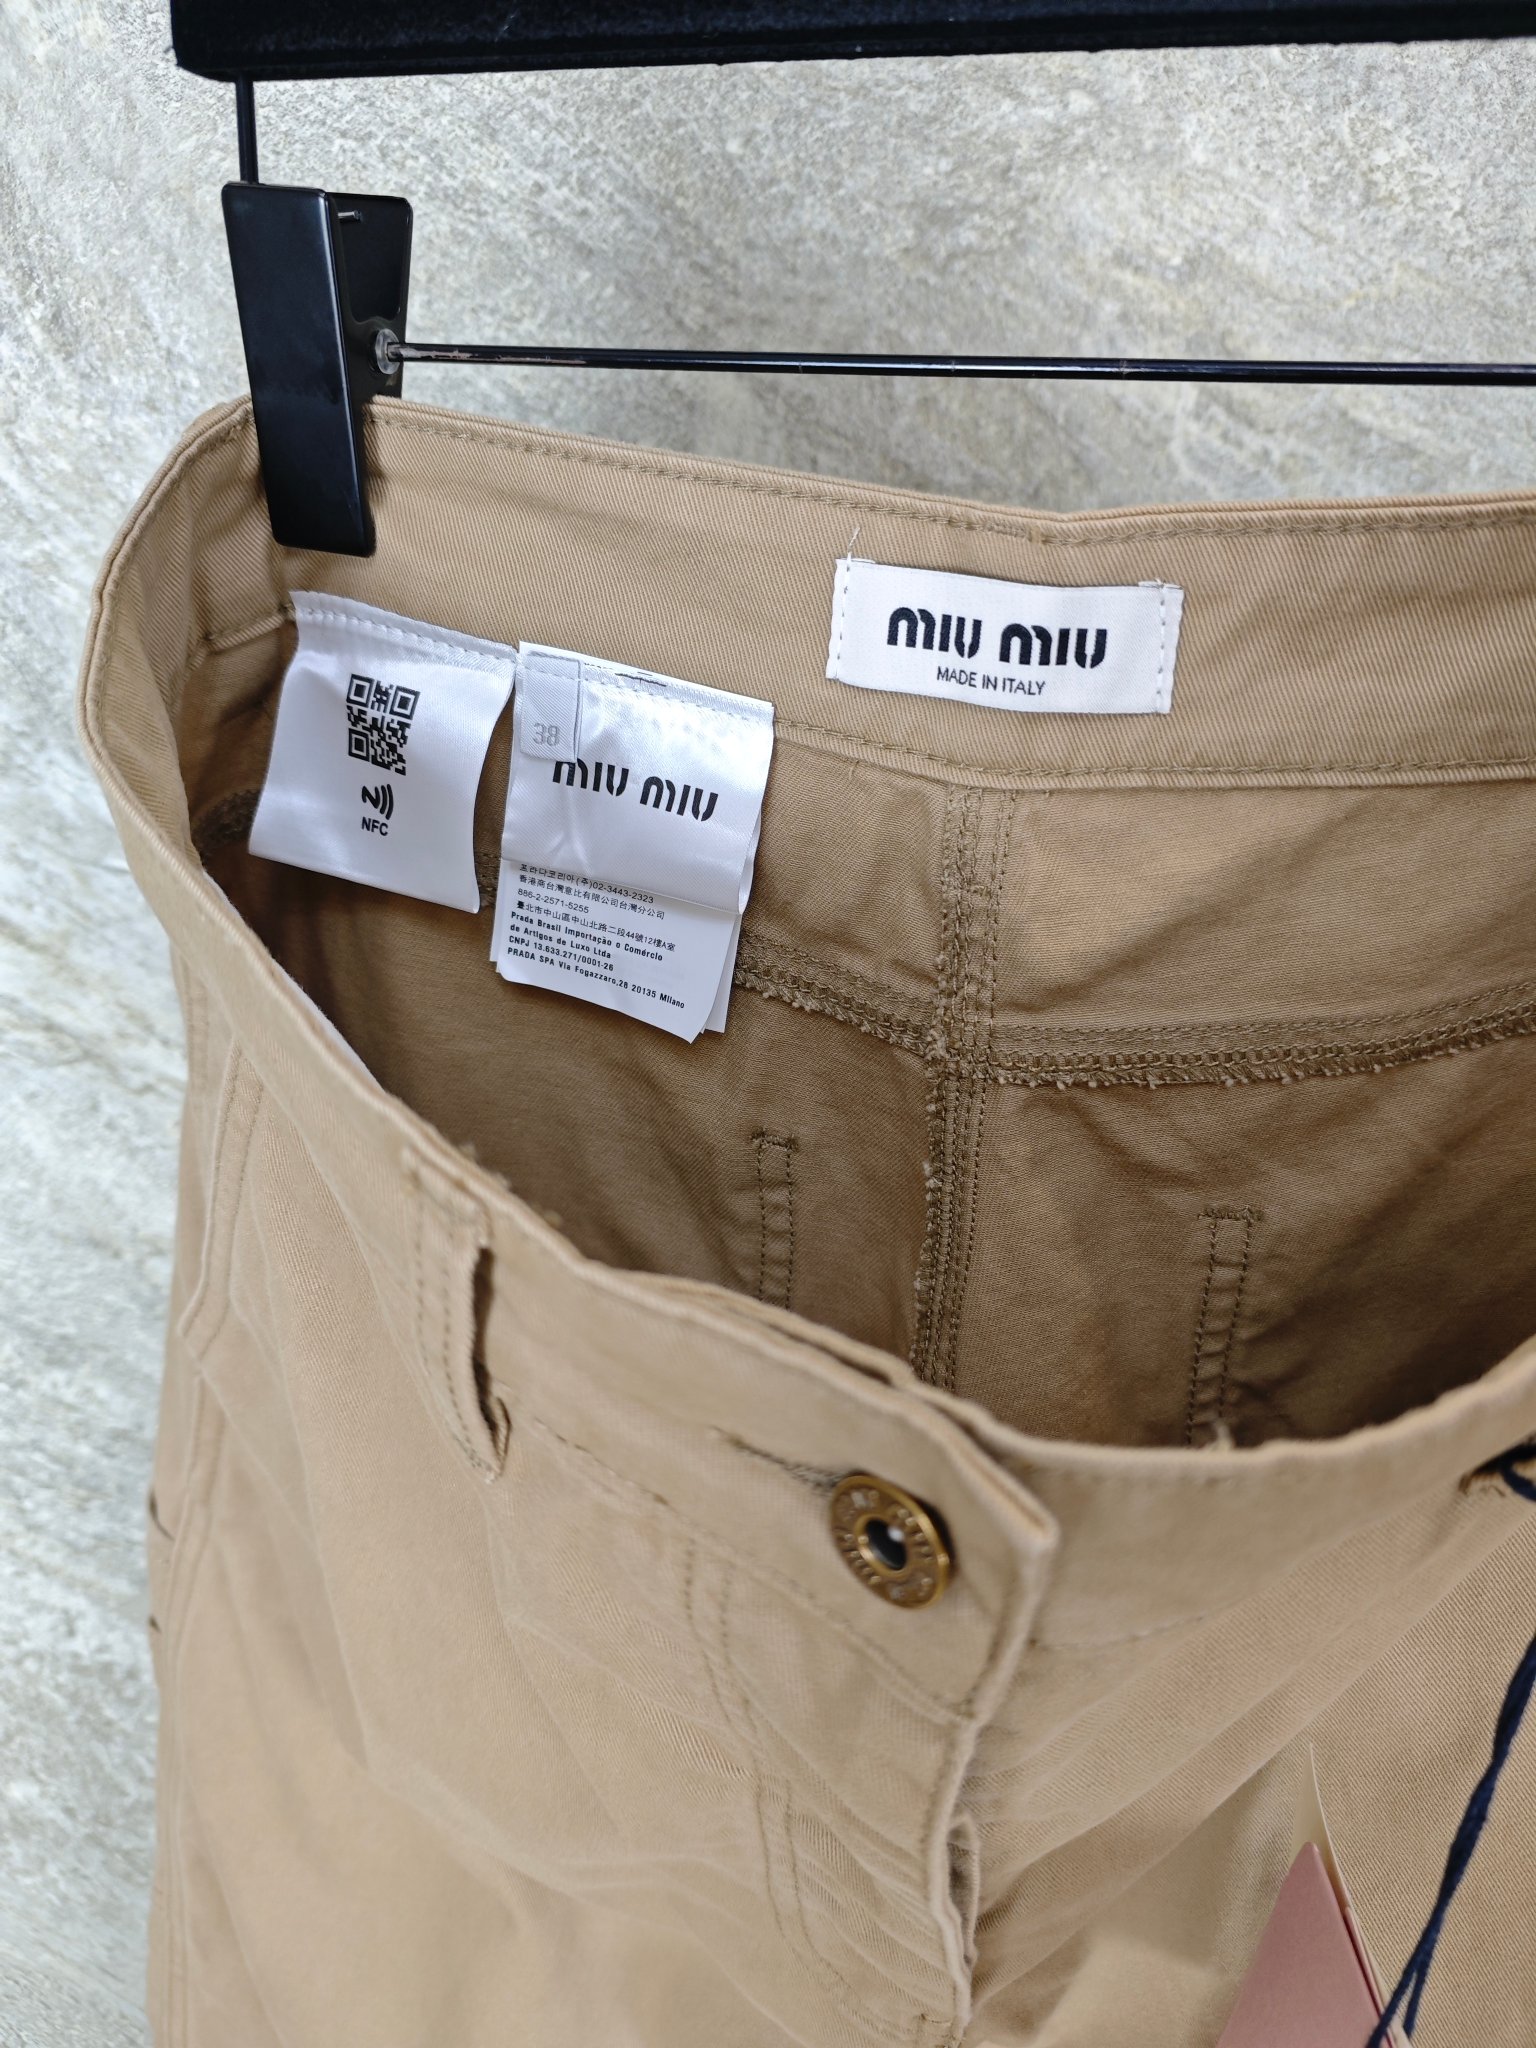 MIU MIU
MADE IN ITALY
NFC
38
MIU MIU
프라다코리아(주)02-3443-2323
香港商台灣意比有限公司台灣分公司
886-2-2571-5255
臺北市中山區中山北路二段44號12樓A室
Prada Brasil Importação o Comércio
de Artigos de Luxo Ltda
CNPJ 13.633.271/0001-26
PRADA SPA Via Fogazzaro,28 20135 Milano